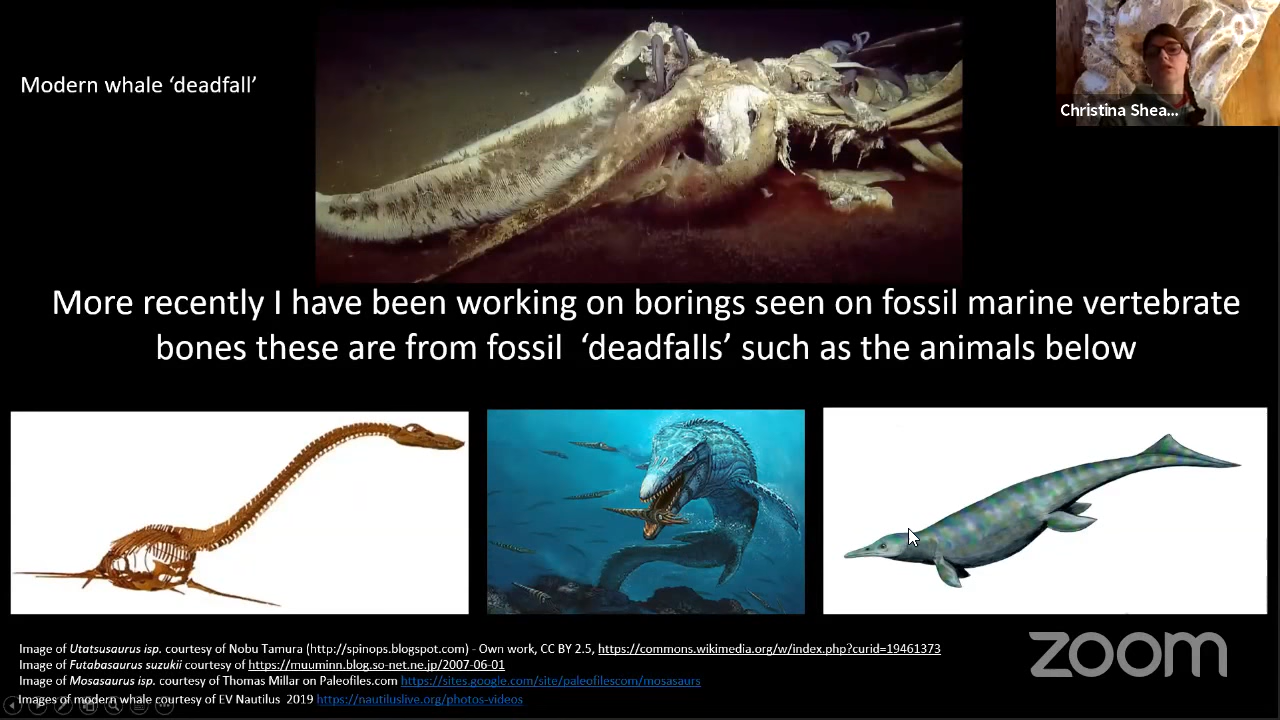 Modern whale ‘deadfall’
Christina Shea...
More recently I have been working on borings seen on fossil marine vertebrate
bones these are from fossil ‘deadfalls’ such as the animals below
Image of Utatsusaurus isp. courtesy of Nobu Tamura (http://spinops.blogspot.com) - Own work, CC BY 2.5, https://commons.wikimedia.org/w/index.php?curid=19461373
Image of Futabasaurus suzukii courtesy of https://muuminn.blog.so-net.ne.jp/2007-06-01
Image of Mosasaurus isp. courtesy of Thomas Millar on Paleofiles.com https://sites.google.com/site/paleofilescom/mosasaurs
Images of modern whale courtesy of EV Nautilus 2019 https://nautiluslive.org/photos-videos
zoom